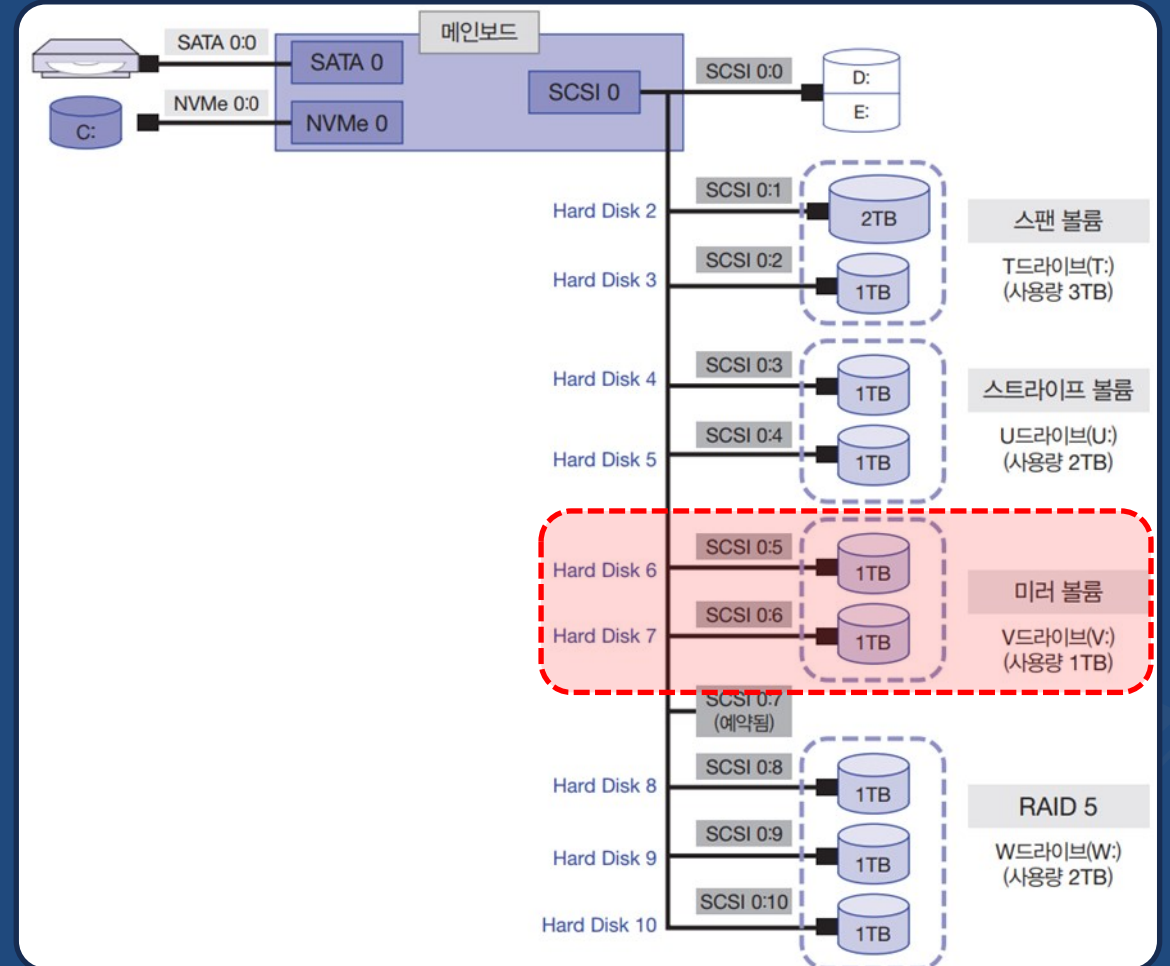 메인보드
SATA 0:0
SATA 0
NVMe 0:0
NVMe 0
C:
SCSI 0
SCSI 0:0
D:
E:
Hard Disk 2
SCSI 0:1
2TB
Hard Disk 3
SCSI 0:2
1TB
스팬 볼륨
T드라이브(T:)
(사용량 3TB)
Hard Disk 4
SCSI 0:3
1TB
Hard Disk 5
SCSI 0:4
1TB
스트라이프 볼륨
U드라이브(U:)
(사용량 2TB)
Hard Disk 6
SCSI 0:5
1TB
Hard Disk 7
SCSI 0:6
1TB
미러 볼륨
V드라이브(V:)
(사용량 1TB)
SCSI 0:7
(예약됨)
Hard Disk 8
SCSI 0:8
1TB
Hard Disk 9
SCSI 0:9
1TB
Hard Disk 10
SCSI 0:10
1TB
RAID 5
W드라이브(W:)
(사용량 2TB)